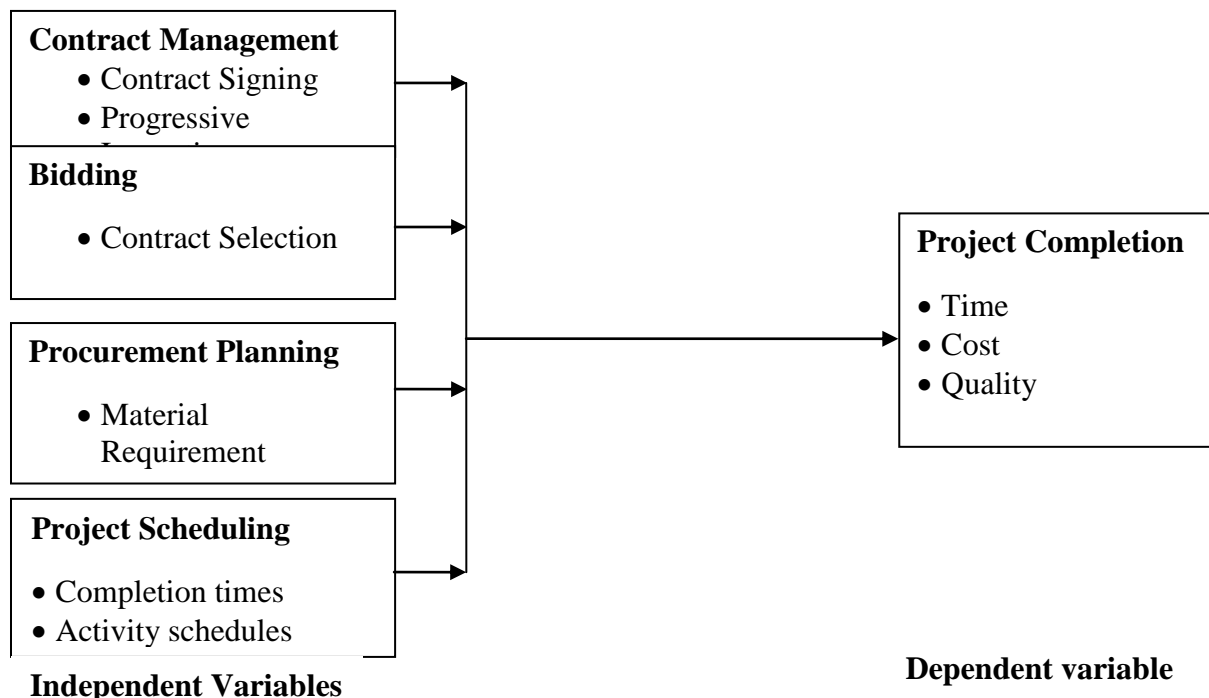 Contract Management
• Contract Signing
• Progressive
Bidding
• Contract Selection
Procurement Planning
• Material
Requirement
Project Scheduling
• Completion times
• Activity schedules
Independent Variables
Project Completion
• Time
• Cost
• Quality
Dependent variable